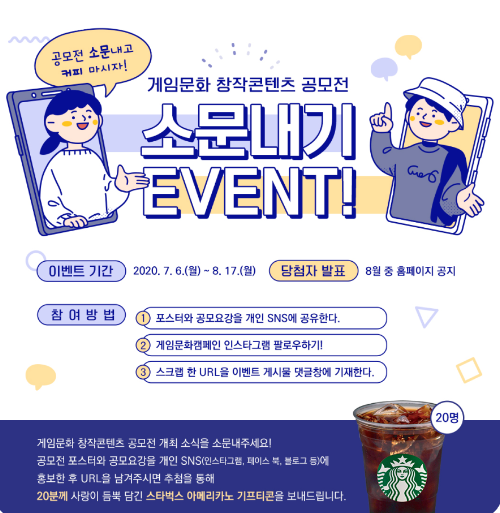 공모전 소문내고
커피 마시자!
게임문화 창작콘텐츠 공모전
소문내기
EVENT!
이벤트 기간 2020. 7. 6.(월) ~ 8. 17.(월) 당첨자 발표 8월 중 홈페이지 공지
참 여 방 법 1 포스터와 공모요강을 개인 SNS에 공유한다.
2 게임문화캠페인 인스타그램 팔로우하기!
3 스크랩 한 URL을 이벤트 게시물 댓글창에 기재한다.
20명
게임문화 창작콘텐츠 공모전 개최 소식을 소문내주세요!
공모전 포스터와 공모요강을 개인 SNS(인스타그램, 페이스 북, 블로그 등)에
홍보한 후 URL을 남겨주시면 추첨을 통해
20분께 사랑이 듬뿍 담긴 스타벅스 아메리카노 기프티콘을 보내드립니다.